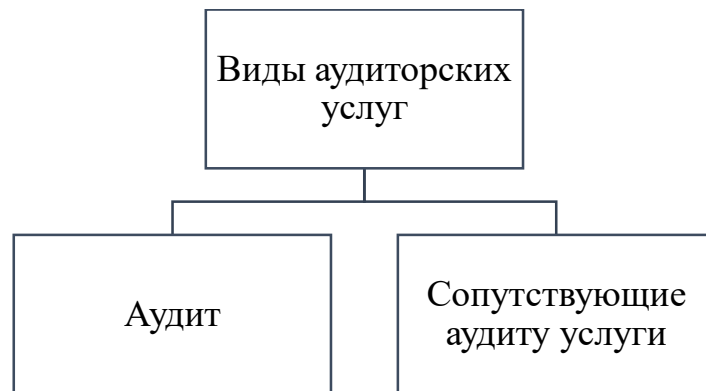 Виды аудиторских
услуг
Аудит
Сопутствующие
аудиту услуги